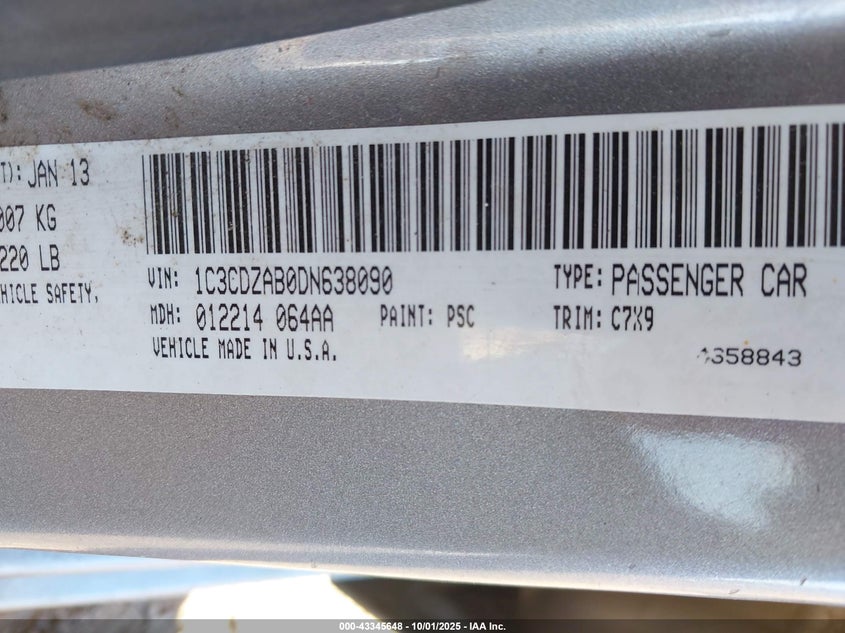 T): JAN 13
007 KG
220 LB
HICLE SAFETY,
VIN: 1C3CDZAB0DN638090
TYPE: PASSENGER CAR
MDH: 012214 064AA
PAINT: PSC
TRIM: C7X9
VEHICLE MADE IN U.S.A.
4358843
000-43345648 - 10/01/2025 - IAA Inc.